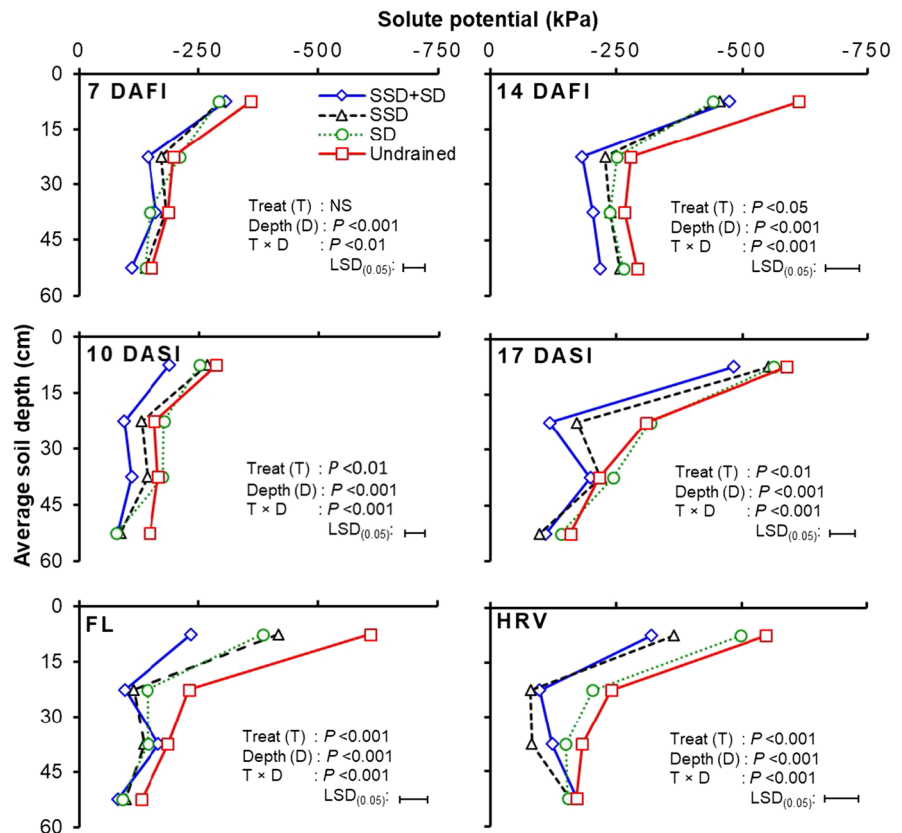 Solute potential (kPa)
0 -250 -500 -750
0 -250 -500 -750
Average soil depth (cm)
0
15
30
45
60
7 DAFI
SSD+SD
SSD
SD
Undrained
Treat (T) : NS
Depth (D) : P <0.001
T × D : P <0.01
LSD(0.05):
14 DAFI
Treat (T) : P <0.05
Depth (D) : P <0.001
T × D : P <0.001
LSD(0.05):
0
15
30
45
60
10 DASI
Treat (T) : P <0.01
Depth (D) : P <0.001
T × D : P <0.001
LSD(0.05):
17 DASI
Treat (T) : P <0.01
Depth (D) : P <0.001
T × D : P <0.001
LSD(0.05):
0
15
30
45
60
FL
Treat (T) : P <0.001
Depth (D) : P <0.001
T × D : P <0.001
LSD(0.05):
HRV
Treat (T) : P <0.001
Depth (D) : P <0.001
T × D : P <0.001
LSD(0.05):